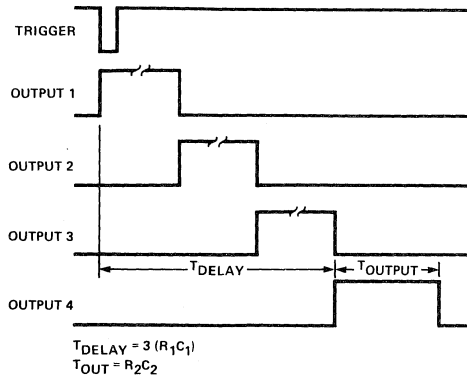 TRIGGER
OUTPUT 1
OUTPUT 2
OUTPUT 3
TDELAY
TOUTPUT
OUTPUT 4
TDELAY = 3 (R1C1)
TOUT = R2C2